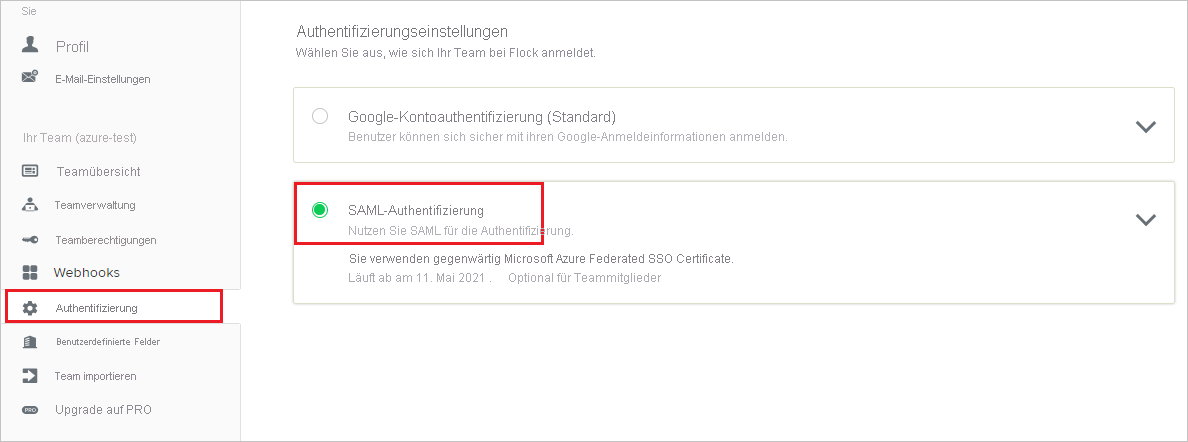 Sie
Profil
E-Mail-Einstellungen
Ihr Team (azure-test)
Teamübersicht
Teamverwaltung
Teamberechtigungen
Webhooks
Authentifizierung
Benutzerdefinierte Felder
Team importieren
PRO Upgrade auf PRO
Authentifizierungseinstellungen
Wählen Sie aus, wie sich Ihr Team bei Flock anmeldet.
Google-Kontoauthentifizierung (Standard)
Benutzer können sich sicher mit ihren Google-Anmeldeinformationen anmelden.
SAML-Authentifizierung
Nutzen Sie SAML für die Authentifizierung.
Sie verwenden gegenwärtig Microsoft Azure Federated SSO Certificate.
Läuft ab am 11. Mai 2021 . Optional für Teammitglieder